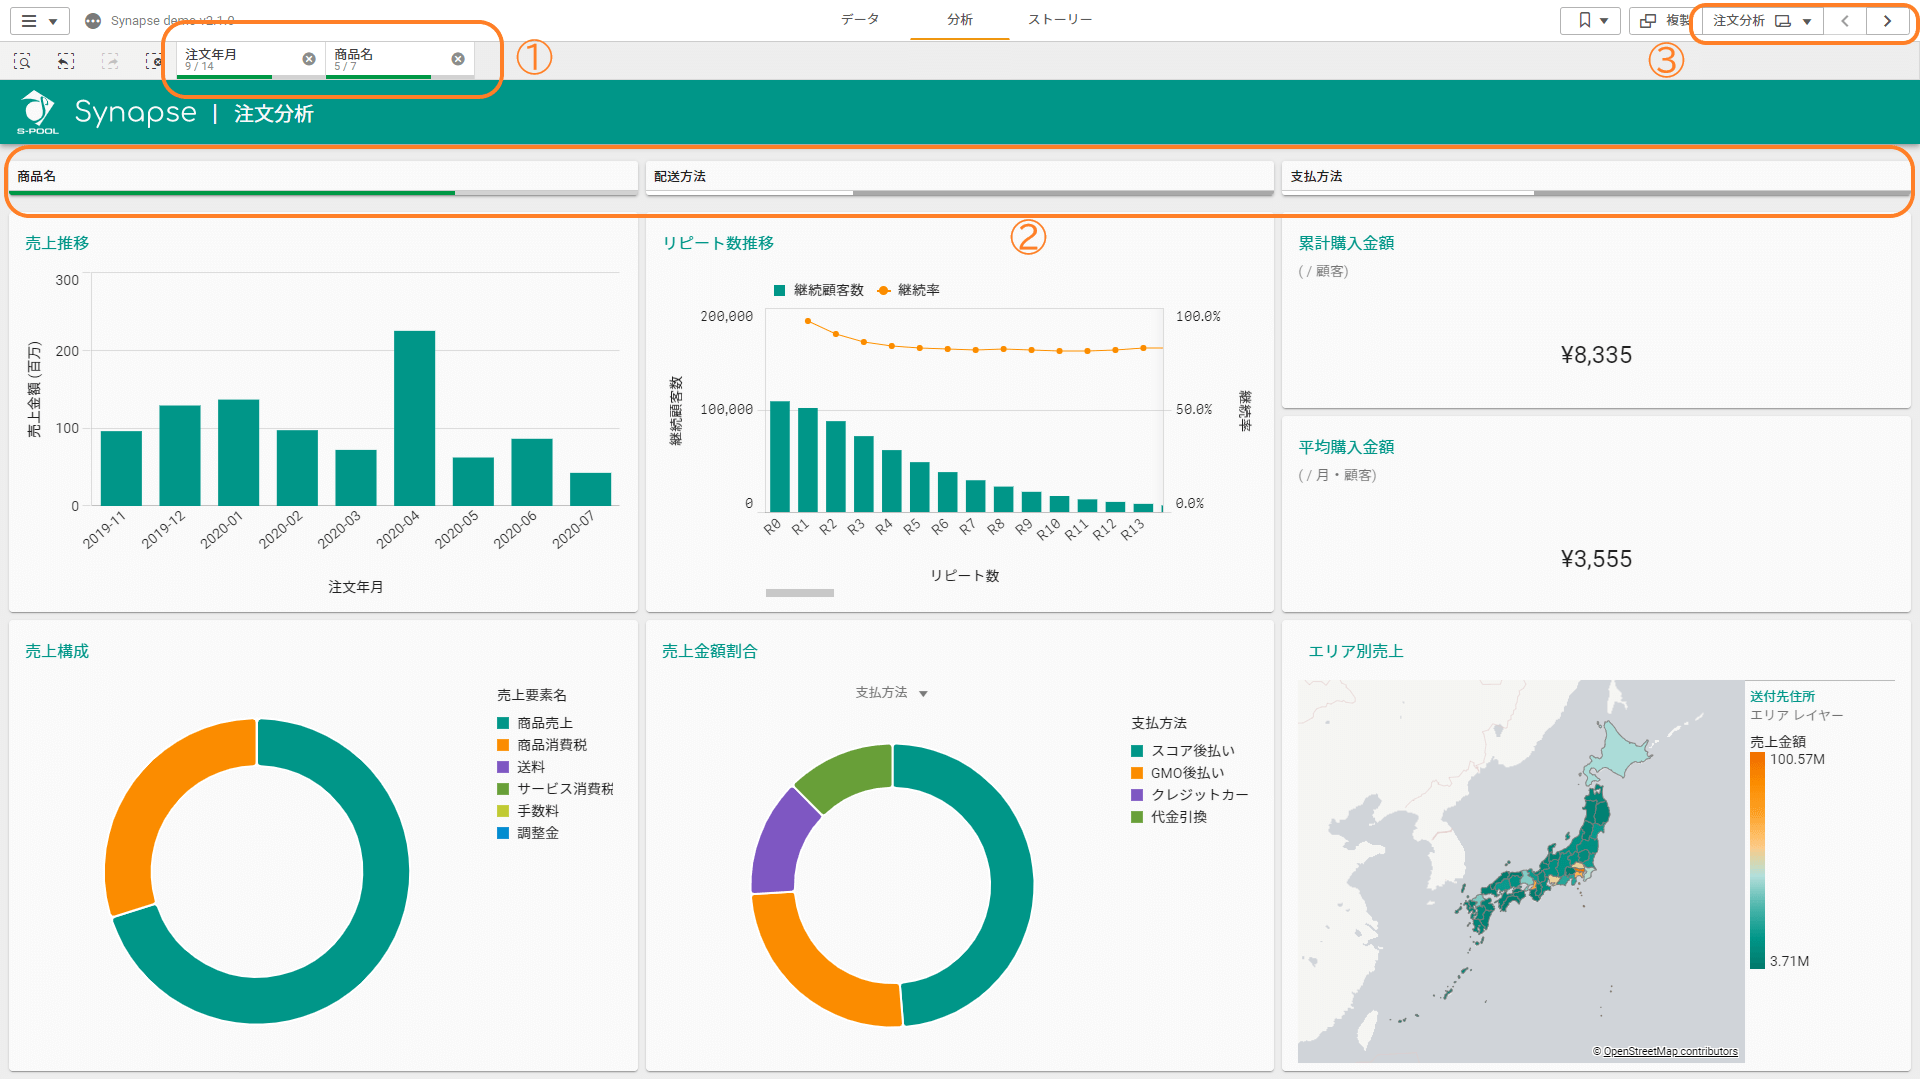 Synapse demo v2.1.0
データ
分析
ストーリー
複製
注文分析
注文年月
9 / 14
商品名
5 / 7
①
③
S-POOL
Synapse | 注文分析
商品名
配送方法
支払方法
②
売上推移
300
200
100
0
売上金額 (百万)
2019-11
2019-12
2020-01
2020-02
2020-03
2020-04
2020-05
2020-06
2020-07
注文年月
リピート数推移
継続顧客数
継続率
200,000
100,000
0
継続顧客数
100.0%
50.0%
0.0%
継続率
R0
R1
R2
R3
R4
R5
R6
R7
R8
R9
R10
R11
R12
R13
リピート数
累計購入金額
( / 顧客)
¥8,335
平均購入金額
( / 月・顧客)
¥3,555
売上構成
売上要素名
商品売上
商品消費税
送料
サービス消費税
手数料
調整金
売上金額割合
支払方法
支払方法
スコア後払い
GMO後払い
クレジットカー
代金引換
エリア別売上
送付先住所
エリア レイヤー
売上金額
100.57M
3.71M
© OpenStreetMap contributors